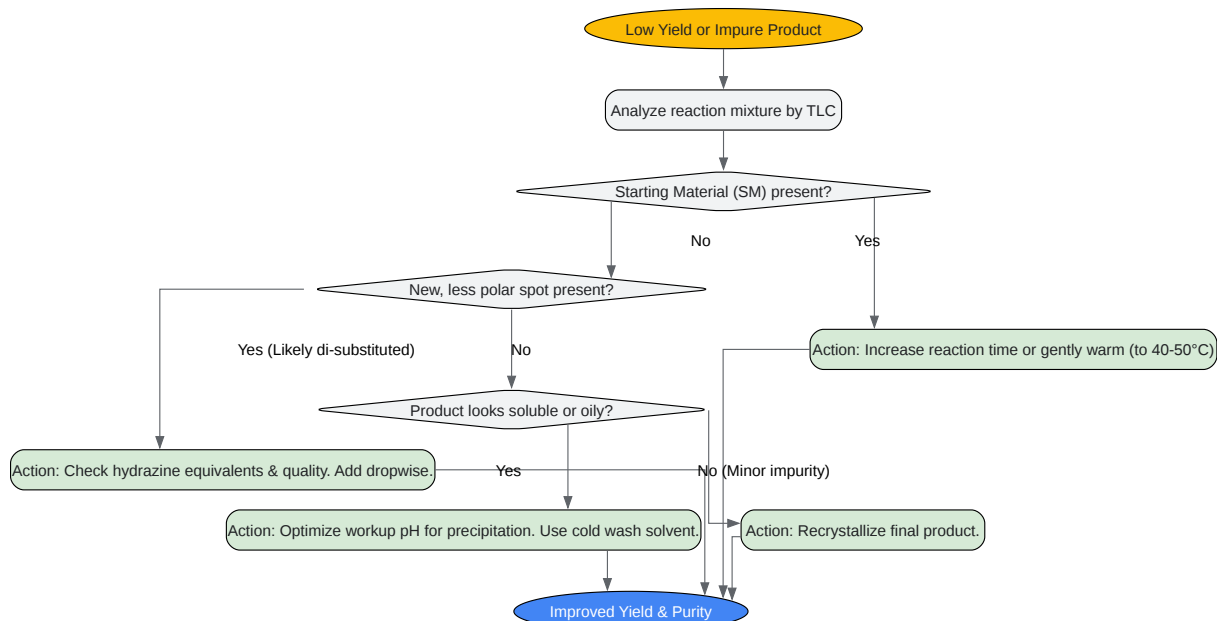 Low Yield or Impure Product
Analyze reaction mixture by TLC
Starting Material (SM) present?
No
Yes
New, less polar spot present?
Yes (Likely di-substituted)
No
Action: Increase reaction time or gently warm (to 40-50°C)
Product looks soluble or oily?
Action: Check hydrazine equivalents & quality. Add dropwise.
Yes
No (Minor impurity)
Action: Optimize workup pH for precipitation. Use cold wash solvent.
Action: Recrystallize final product.
Improved Yield & Purity